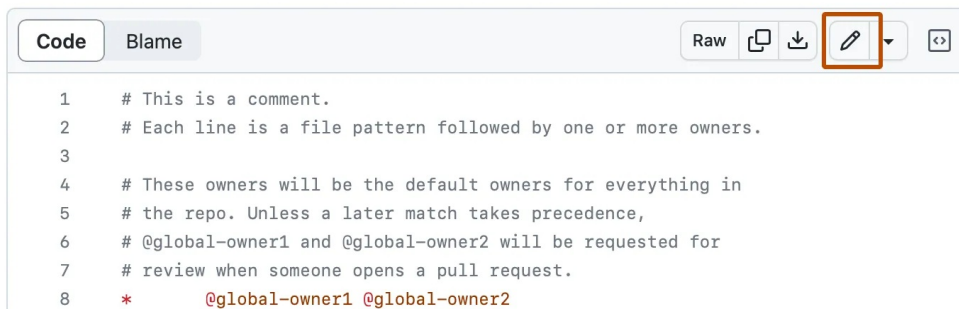 Code Blame Raw
1 # This is a comment.
2 # Each line is a file pattern followed by one or more owners.
3
4 # These owners will be the default owners for everything in
5 # the repo. Unless a later match takes precedence,
6 # @global-owner1 and @global-owner2 will be requested for
7 # review when someone opens a pull request.
8 * @global-owner1 @global-owner2